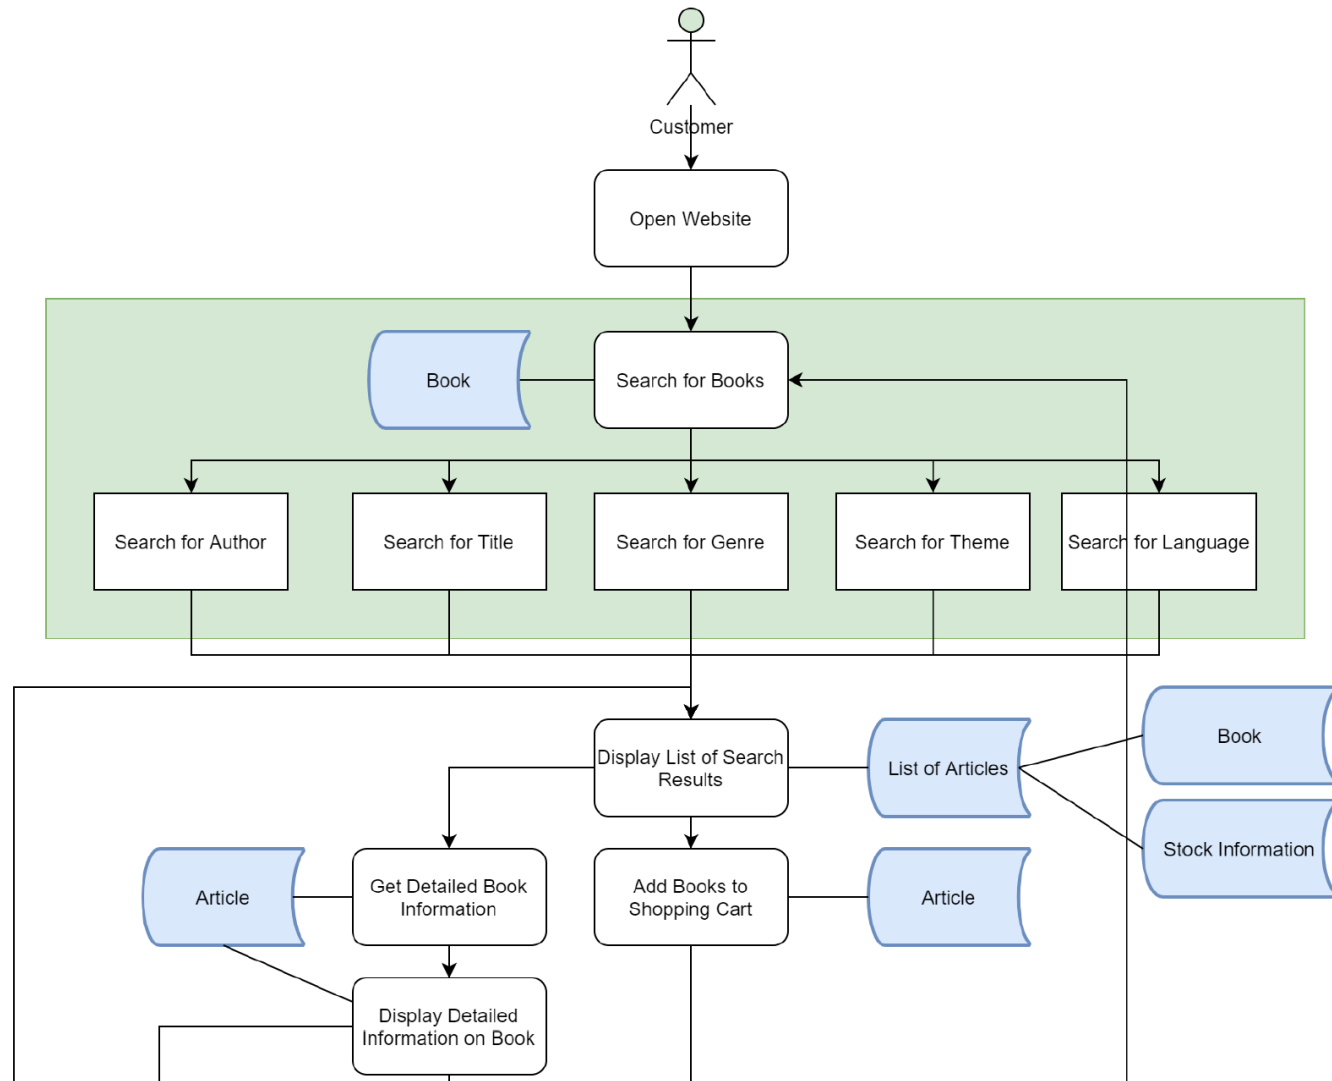 Customer
Open Website
Book
Search for Books
Search for Author
Search for Title
Search for Genre
Search for Theme
Search for Language
Display List of Search
Results
List of Articles
Book
Stock Information
Article
Get Detailed Book
Information
Add Books to
Shopping Cart
Article
Display Detailed
Information on Book